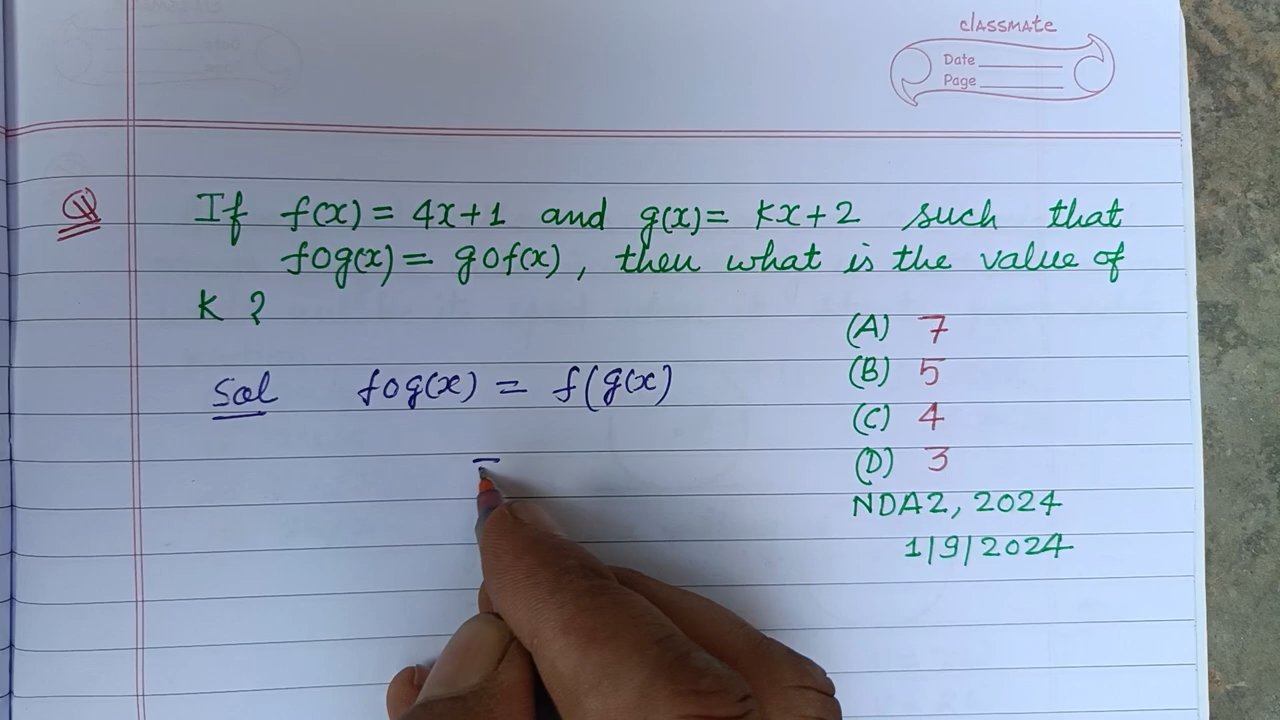 classmate
Date
Page
Q If f(x) = 4x+1 and g(x) = kx+2 such that
fog(x) = gof(x), then what is the value of
k ?
(A) 7
(B) 5
(C) 4
(D) 3
NDA2, 2024
1/9/2024
Sol fog(x) = f(g(x)